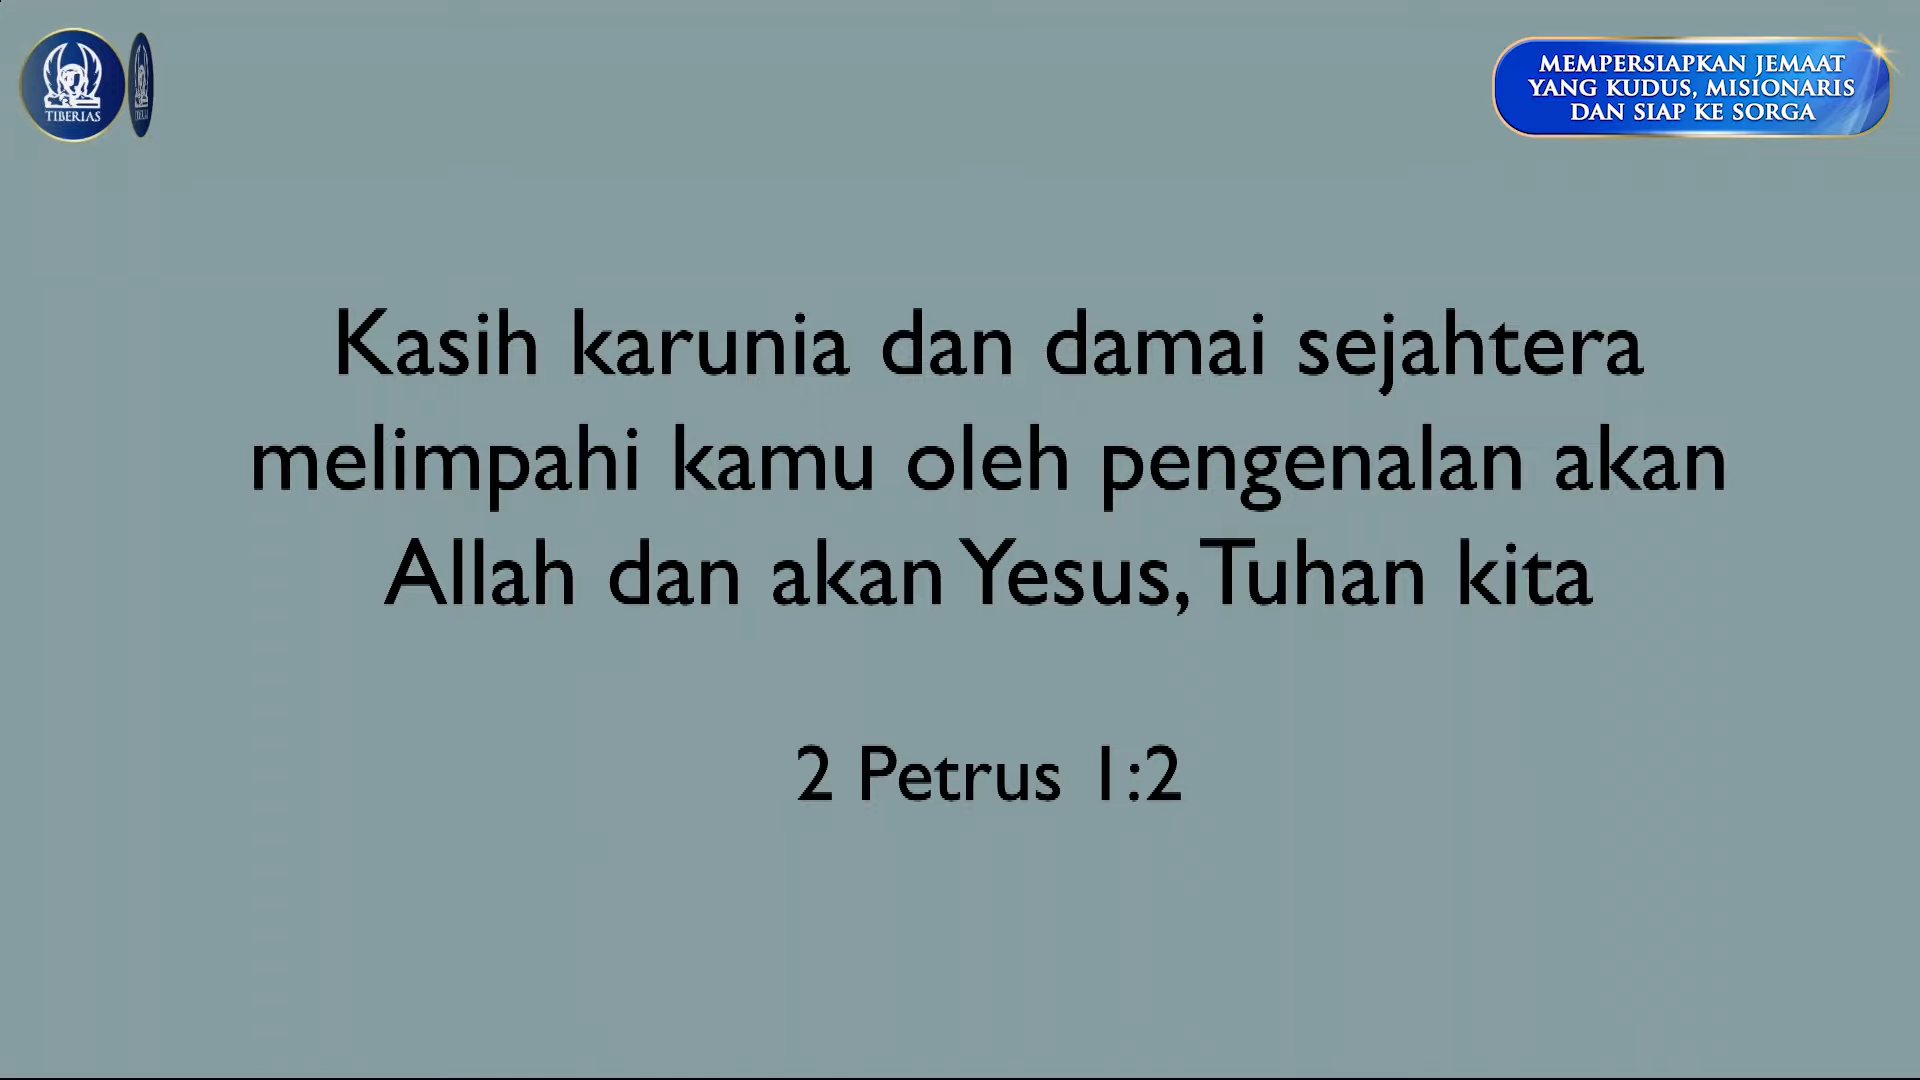 TIBERIAS
MEMPERSIAPKAN JEMAAT
YANG KUDUS, MISIONARIS
DAN SIAP KE SORGA
Kasih karunia dan damai sejahtera
melimpahi kamu oleh pengenalan akan
Allah dan akan Yesus, Tuhan kita
2 Petrus 1:2